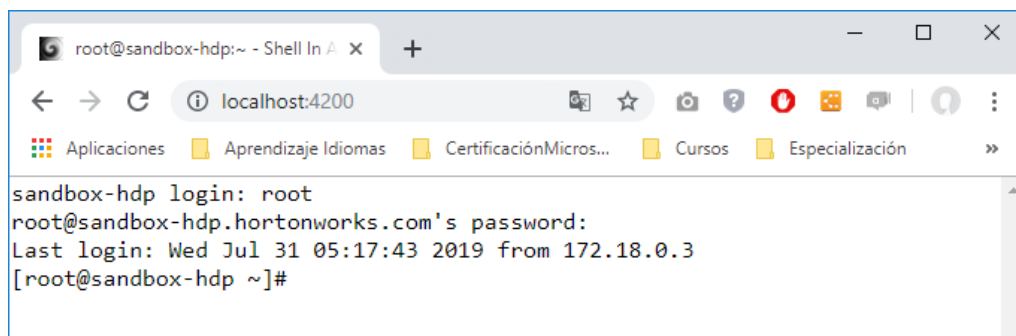 root@sandbox-hdp:~ - Shell In A
localhost:4200
Aplicaciones Aprendizaje Idiomas CertificaciónMicros... Cursos Especialización »
sandbox-hdp login: root
root@sandbox-hdp.hortonworks.com's password:
Last login: Wed Jul 31 05:17:43 2019 from 172.18.0.3
[root@sandbox-hdp ~]#